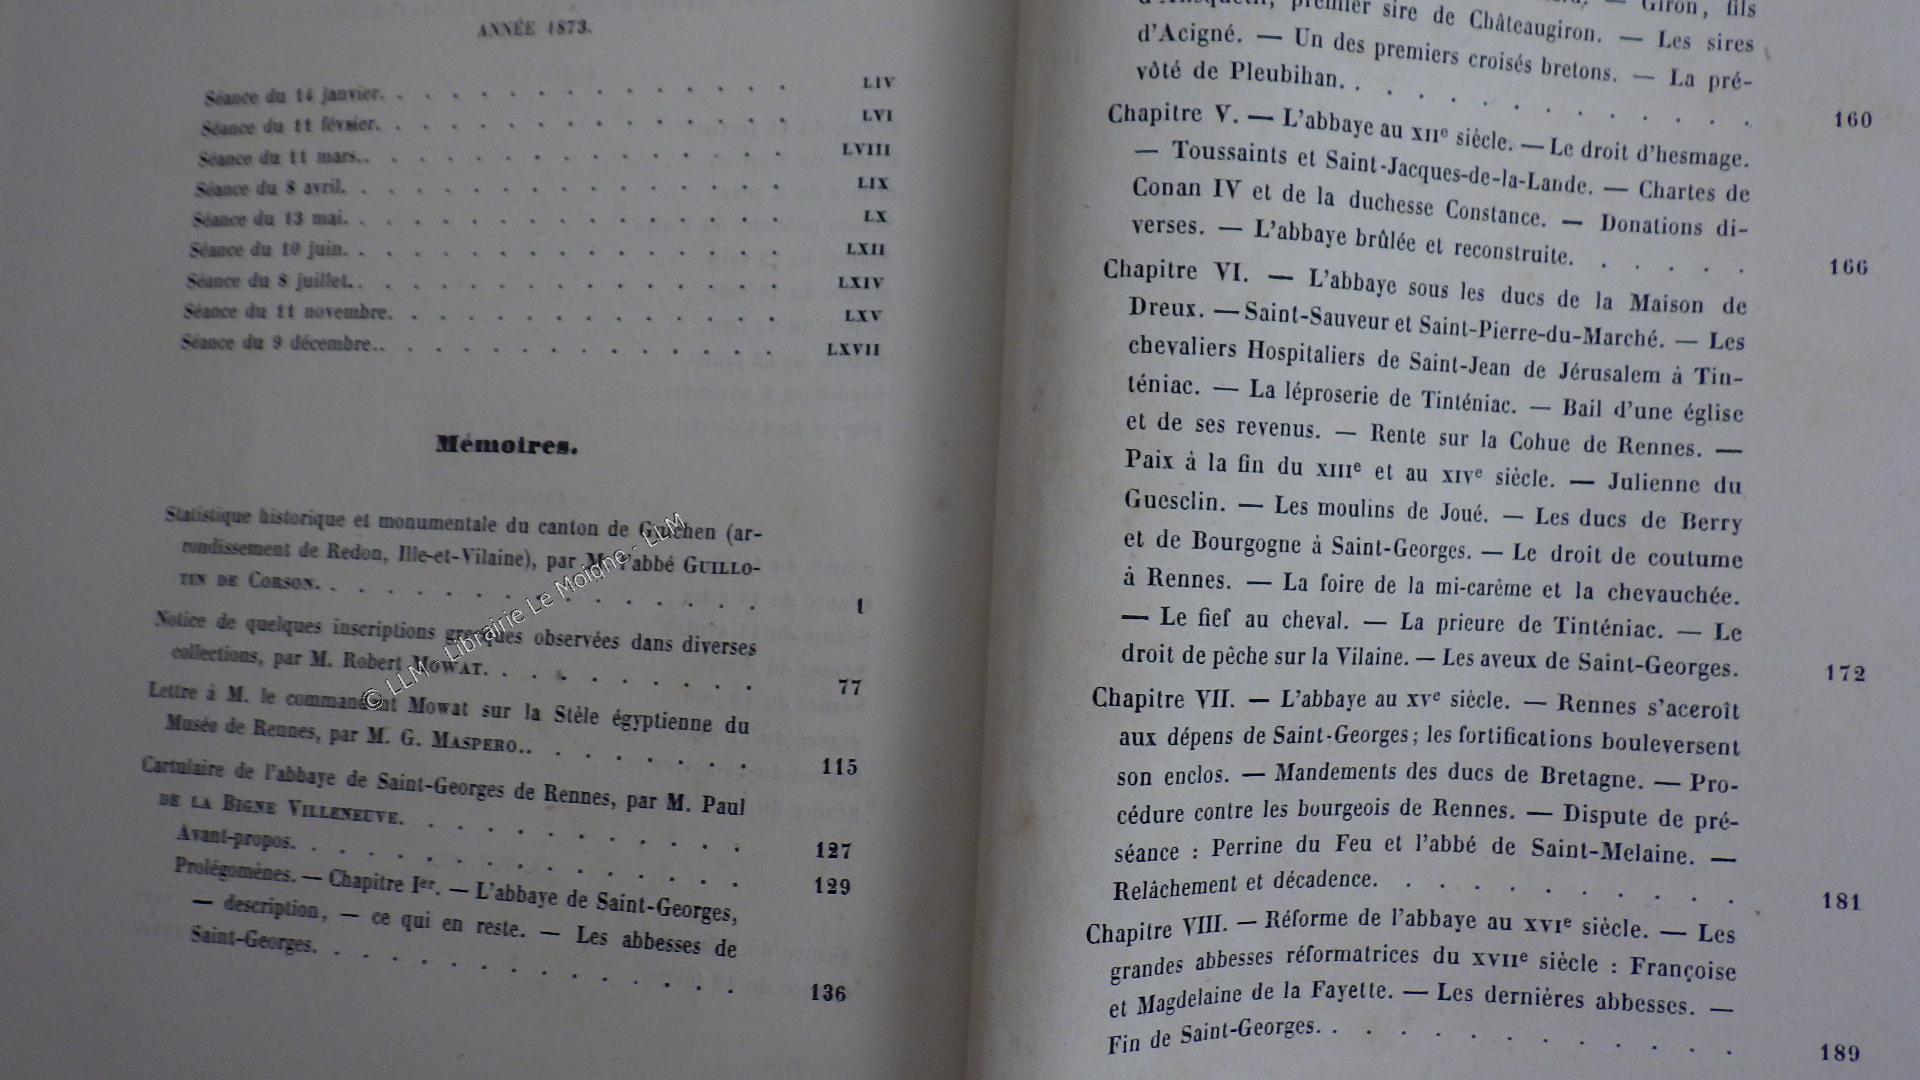 ANNÉE 1873.
Séance du 14 janvier. . . . . . . . . . . . . . . LIV
Séance du 11 février. . . . . . . . . . . . . . . LVI
Séance du 11 mars. . . . . . . . . . . . . . . . LVIII
Séance du 8 avril. . . . . . . . . . . . . . . . LIX
Séance du 13 mai. . . . . . . . . . . . . . . . LX
Séance du 10 juin. . . . . . . . . . . . . . . . LXII
Séance du 8 juillet. . . . . . . . . . . . . . . . LXIV
Séance du 11 novembre. . . . . . . . . . . . . . LXV
Séance du 9 décembre. . . . . . . . . . . . . . . LXVII
Mémoires.
Statistique historique et monumentale du canton de Guichen (ar-
rondissement de Redon, Ille-et-Vilaine), par M. l'abbé GUILLO-
TIN DE CORSON. . . . . . . . . . . . . . . . 1
Notice de quelques inscriptions grecques observées dans diverses
collections, par M. Robert MOWAT. . . . . . . . . 77
Lettre à M. le commandant Mowat sur la Stèle égyptienne du
Musée de Rennes, par M. G. MASPERO. . . . . . . . 115
Cartulaire de l'abbaye de Saint-Georges de Rennes, par M. Paul
DE LA BIGNE VILLENEUVE. . . . . . . . . . . . 127
Avant-propos. . . . . . . . . . . . . . . . . 129
Prolégomènes. — Chapitre Ier. — L'abbaye de Saint-Georges,
— description, — ce qui en reste. — Les abbesses de
Saint-Georges. . . . . . . . . . . . . . . . 136
© LLM - Librairie Le Moigne - LLM
Giron, fils
premier sire de Châteaugiron. — Les sires
d'Acigné. — Un des premiers croisés bretons. — La pré-
vôté de Pleubihan. . . . . . . . . . . . . . 160
Chapitre V. — L'abbaye au XIIe siècle. — Le droit d'hesmage.
— Toussaints et Saint-Jacques-de-la-Lande. — Chartes de
Conan IV et de la duchesse Constance. — Donations di-
verses. — L'abbaye brûlée et reconstruite. . . . . . 166
Chapitre VI. — L'abbaye sous les ducs de la Maison de
Dreux. — Saint-Sauveur et Saint-Pierre-du-Marché. — Les
chevaliers Hospitaliers de Saint-Jean de Jérusalem à Tin-
téniac. — La léproserie de Tinténiac. — Bail d'une église
et de ses revenus. — Rente sur la Cohue de Rennes. —
Paix à la fin du XIIIe et au XIVe siècle. — Julienne du
Guesclin. — Les moulins de Joué. — Les ducs de Berry
et de Bourgogne à Saint-Georges. — Le droit de coutume
à Rennes. — La foire de la mi-carême et la chevauchée.
— Le fief au cheval. — La prieure de Tinténiac. — Le
droit de pêche sur la Vilaine. — Les aveux de Saint-Georges. 172
Chapitre VII. — L'abbaye au XVe siècle. — Rennes s'aceroît
aux dépens de Saint-Georges; les fortifications bouleversent
son enclos. — Mandements des ducs de Bretagne. — Pro-
cédure contre les bourgeois de Rennes. — Dispute de pré-
séance : Perrine du Feu et l'abbé de Saint-Melaine. —
Relâchement et décadence. . . . . . . . . . . 181
Chapitre VIII. — Réforme de l'abbaye au XVIe siècle. — Les
grandes abbesses réformatrices du XVIIe siècle : Françoise
et Magdelaine de la Fayette. — Les dernières abbesses. —
Fin de Saint-Georges. . . . . . . . . . . . . 189